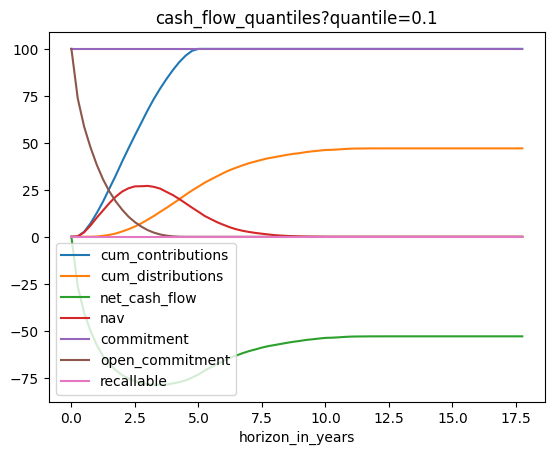 cash_flow_quantiles?quantile=0.1
100
75
50
25
0
−25
−50
−75
cum_contributions
cum_distributions
net_cash_flow
nav
commitment
open_commitment
recallable
0.0 2.5 5.0 7.5 10.0 12.5 15.0 17.5
horizon_in_years